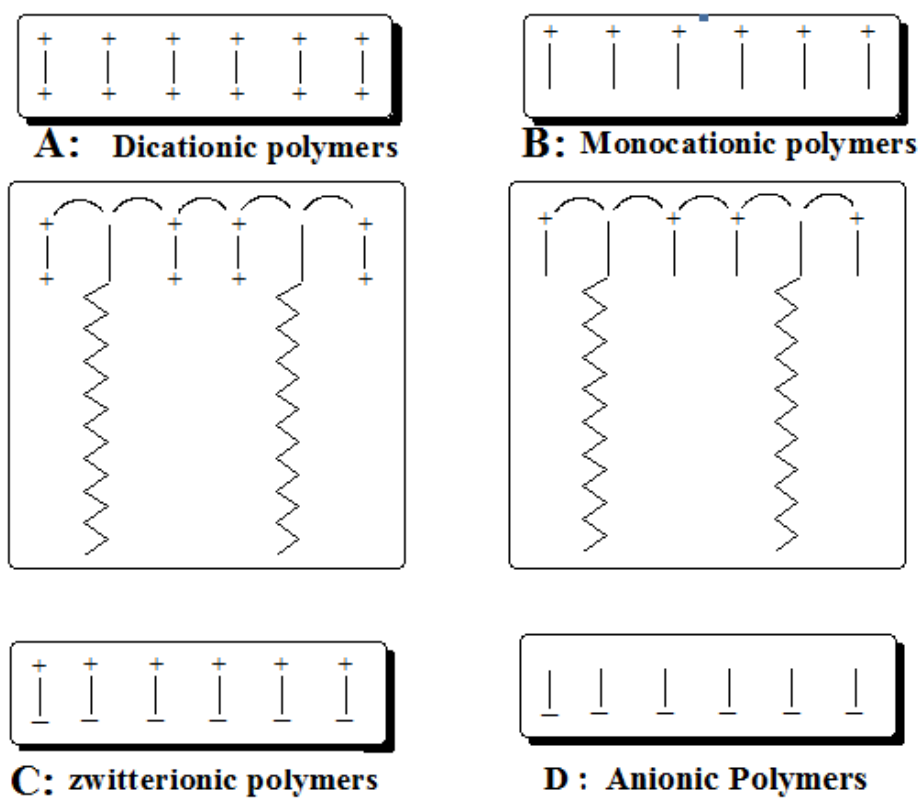 + + + + + +
+ + + + + +
A: Dicationic polymers
+ + + + + +
B: Monocationic polymers
+ + + +
+ + + +
+ + + +
+ + + + + +
− − − − − −
C: zwitterionic polymers
− − − − − −
D : Anionic Polymers